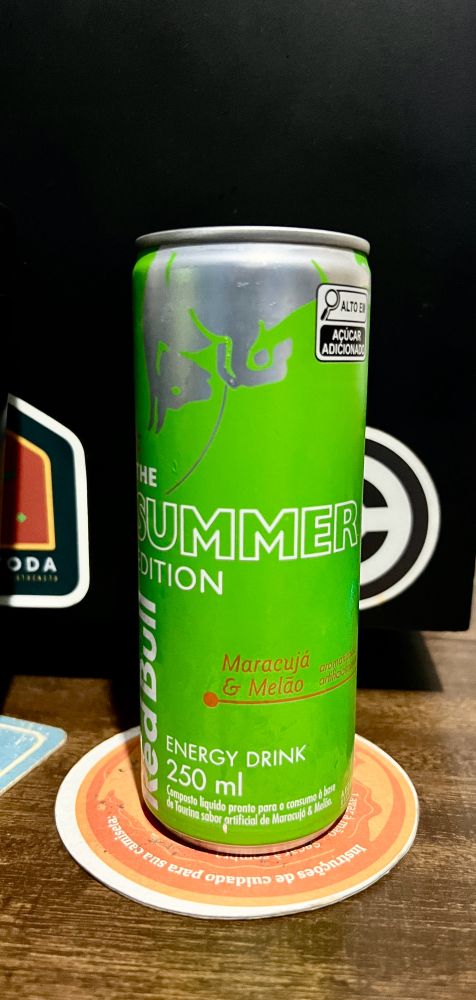 ALTO EM
AÇÚCAR
ADICIONADO
THE
SUMMER
EDITION
Red Bull
Maracujá
& Melão
ENERGY DRINK
250 ml
Composto líquido pronto para o consumo à base
de Taurina sabor artificial de Maracujá & Melão.
ODA
Instruções de cuidado para sua camiseta: